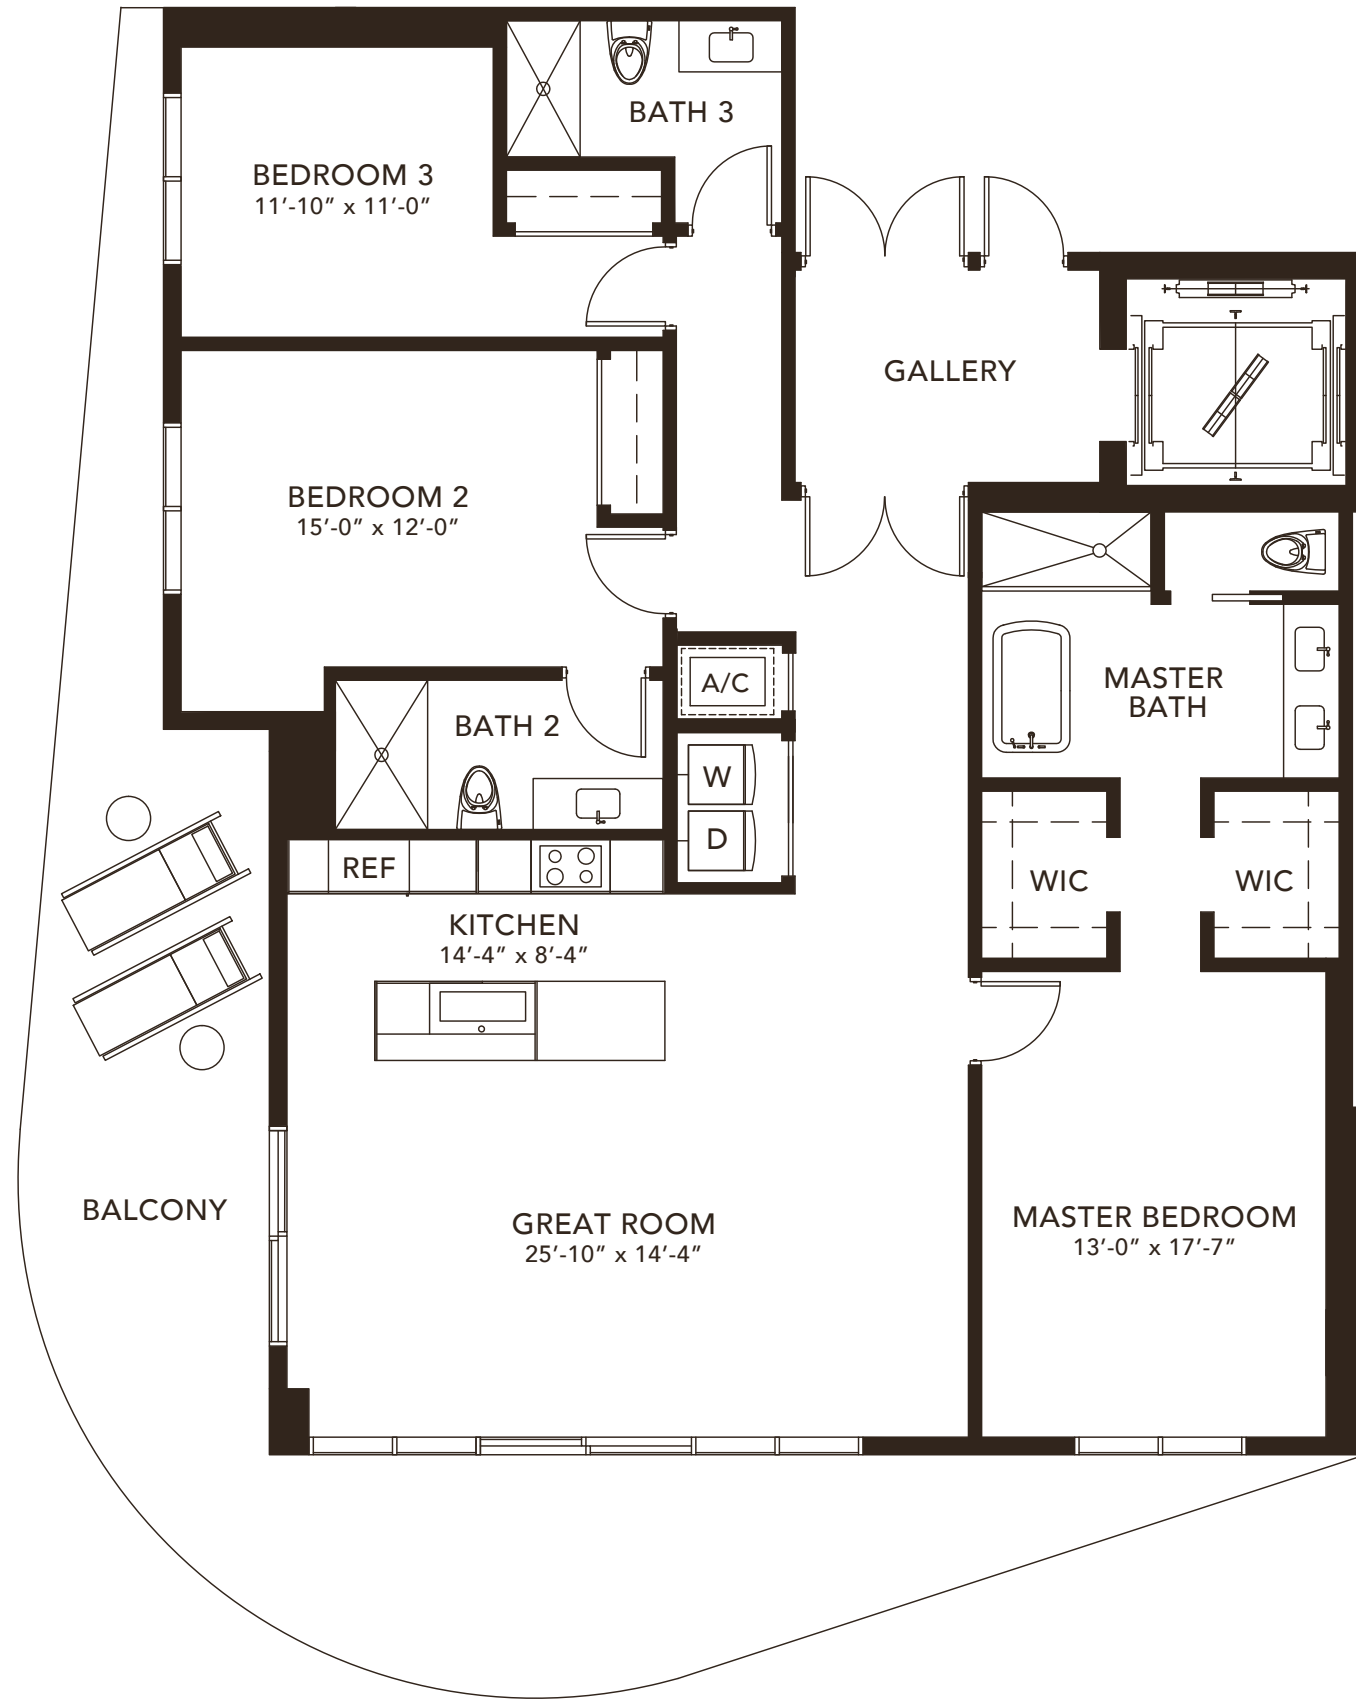 BATH 3
BEDROOM 3
11'-10" x 11'-0"
GALLERY
BEDROOM 2
15'-0" x 12'-0"
A/C
MASTER
BATH
BATH 2
W
D
REF
WIC
WIC
KITCHEN
14'-4" x 8'-4"
BALCONY
GREAT ROOM
25'-10" x 14'-4"
MASTER BEDROOM
13'-0" x 17'-7"